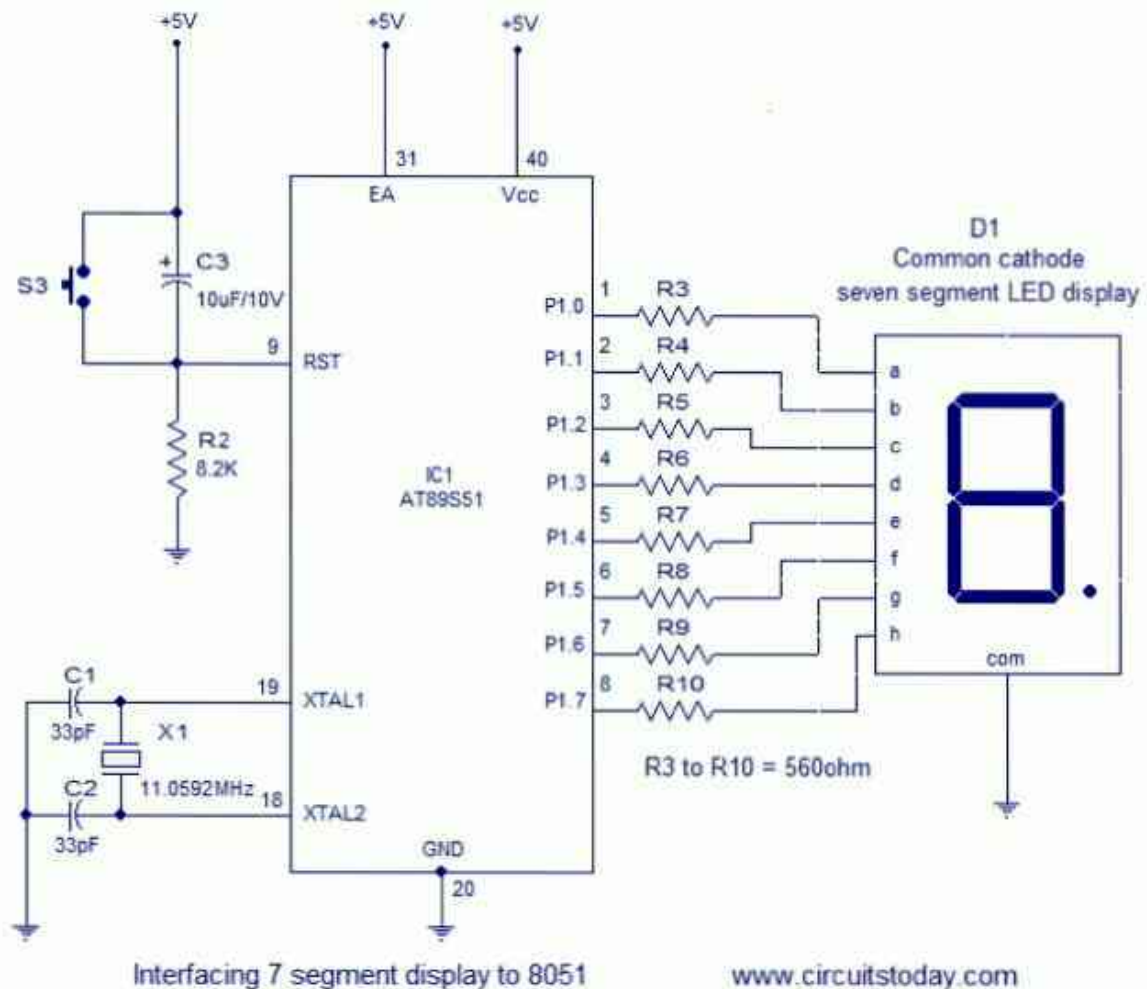 +5V
+5V
+5V
31
40
EA
Vcc
S3
+
C3
10uF/10V
9
RST
R2
8.2K
IC1
AT89S51
P1.0
1
R3
P1.1
2
R4
P1.2
3
R5
P1.3
4
R6
P1.4
5
R7
P1.5
6
R8
P1.6
7
R9
P1.7
8
R10
R3 to R10 = 560ohm
D1
Common cathode
seven segment LED display
a
b
c
d
e
f
g
h
com
C1
33pF
X1
11.0592MHz
C2
33pF
19
XTAL1
18
XTAL2
GND
20
Interfacing 7 segment display to 8051
www.circuitstoday.com